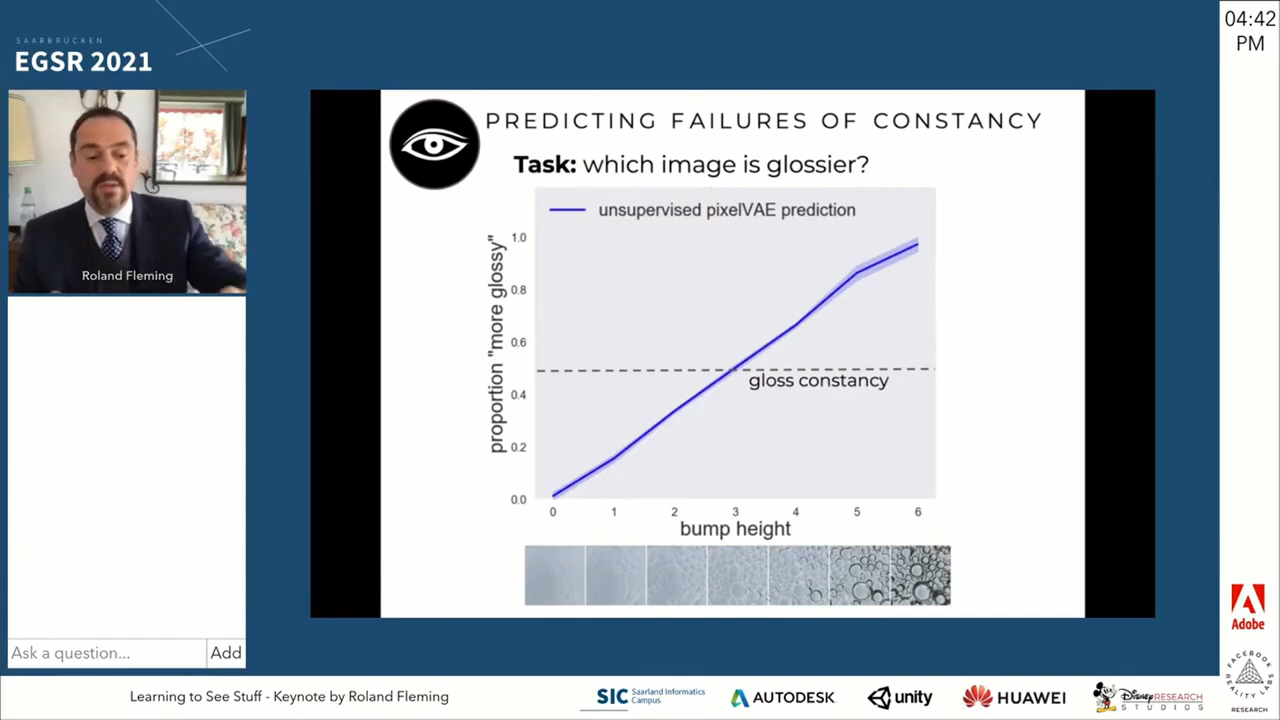 SAARBRÜCKEN
EGSR 2021
04:42
PM
Roland Fleming
PREDICTING FAILURES OF CONSTANCY
Task: which image is glossier?
unsupervised pixelVAE prediction
proportion "more glossy"
1.0
0.8
0.6
0.4
0.2
0.0
gloss constancy
0 1 2 3 4 5 6
bump height
Ask a question... Add
Adobe
FACEBOOK
REALITY LABS
RESEARCH
Learning to See Stuff - Keynote by Roland Fleming
SIC Saarland Informatics
Campus
AUTODESK
unity
HUAWEI
Disney RESEARCH
STUDIOS